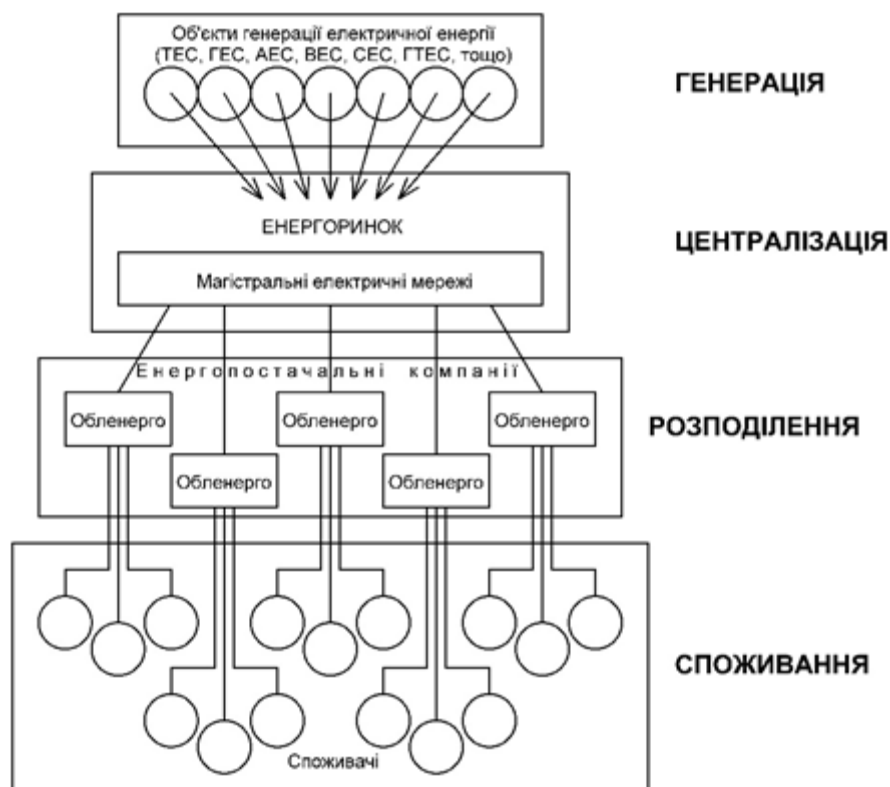 Об'єкти генерації електричної енергії
(ТЕС, ГЕС, АЕС, ВЕС, СЕС, ГТЕС, тощо)
ГЕНЕРАЦІЯ
ЕНЕРГОРИНОК
ЦЕНТРАЛІЗАЦІЯ
Магістральні електричні мережі
Енергопостачальні компанії
Обленерго
Обленерго
Обленерго
РОЗПОДІЛЕННЯ
Обленерго
Обленерго
СПОЖИВАННЯ
Споживачі